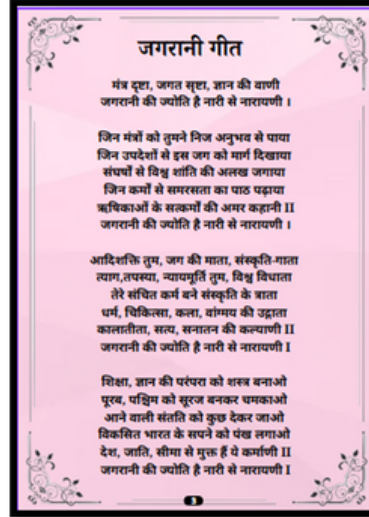 जगरानी गीत
मंत्र दृष्टा, जगत सृष्टा, ज्ञान की वाणी
जगरानी की ज्योति है नारी से नारायणी ।
जिन मंत्रों को तुमने निज अनुभव से पाया
जिन उपदेशों से इस जग को मार्ग दिखाया
संघर्षों से विश्व शांति की अलख जगाया
जिन कर्मों से समरसता का पाठ पढ़ाया
ऋषिकाओं के सत्कर्मों की अमर कहानी II
जगरानी की ज्योति है नारी से नारायणी ।
आदिशक्ति तुम, जग की माता, संस्कृति-गाता
त्याग,तपस्या, न्यायमूर्ति तुम, विश्व विधाता
तेरे संचित कर्म बने संस्कृति के त्राता
धर्म, चिकित्सा, कला, वांग्मय की उद्गाता
कालातीता, सत्य, सनातन की कल्याणी II
जगरानी की ज्योति है नारी से नारायणी I
शिक्षा, ज्ञान की परंपरा को शस्त्र बनाओ
पूरब, पश्चिम को सूरज बनकर चमकाओ
आने वाली संतति को कुछ देकर जाओ
विकसित भारत के सपने को पंख लगाओ
देश, जाति, सीमा से मुक्त हैं ये कर्माणी II
जगरानी की ज्योति है नारी से नारायणी I